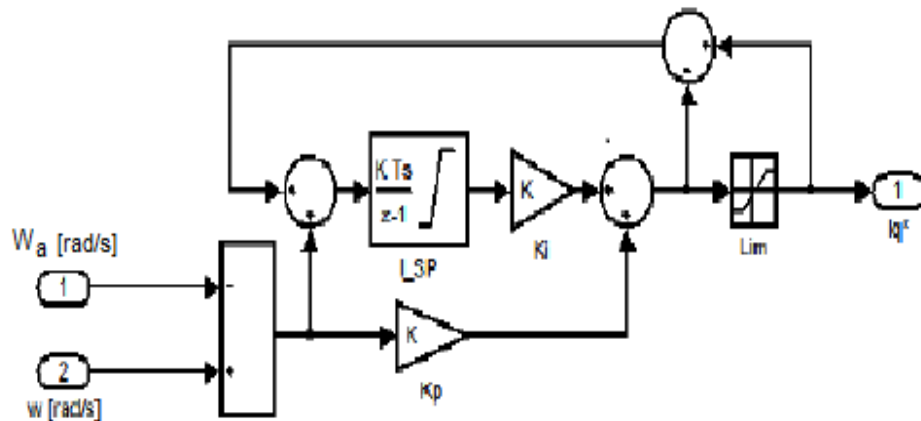 K Ts
z-1
I_SP
K
Ki
Lim
1
Iq*
Wa [rad/s]
1
2
w [rad/s]
K
Kp